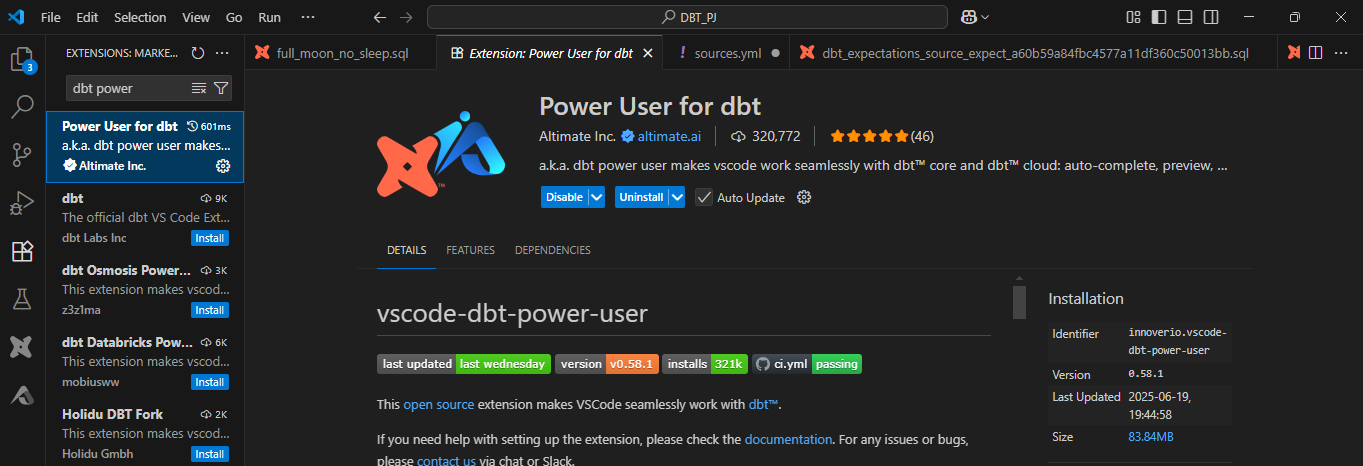 File Edit Selection View Go Run ··· DBT_PJ
EXTENSIONS: MARKE... ···
full_moon_no_sleep.sql Extension: Power User for dbt ! sources.yml dbt_expectations_source_expect_a60b59a84fbc4577a11df360c50013bb.sql ···
3
dbt power
Power User for dbt 601ms
a.k.a. dbt power user makes...
Altimate Inc.
dbt 9K
The official dbt VS Code Ext...
dbt Labs Inc Install
dbt Osmosis Power... 3K
This extension makes vscod...
z3z1ma Install
dbt Databricks Pow... 6K
This extension makes vscod...
mobiusww Install
Holidu DBT Fork 2K
This extension makes vscod...
Holidu Gmbh Install
Power User for dbt
Altimate Inc. altimate.ai 320,772 (46)
a.k.a. dbt power user makes vscode work seamlessly with dbt™ core and dbt™ cloud: auto-complete, preview, ...
Disable Uninstall Auto Update
DETAILS FEATURES DEPENDENCIES
vscode-dbt-power-user
last updated last wednesday version v0.58.1 installs 321k ci.yml passing
This open source extension makes VSCode seamlessly work with dbt™.
If you need help with setting up the extension, please check the documentation. For any issues or bugs,
please contact us via chat or Slack.
Installation
Identifier innoverio.vscode-
dbt-power-user
Version 0.58.1
Last Updated 2025-06-19,
19:44:58
Size 83.84MB